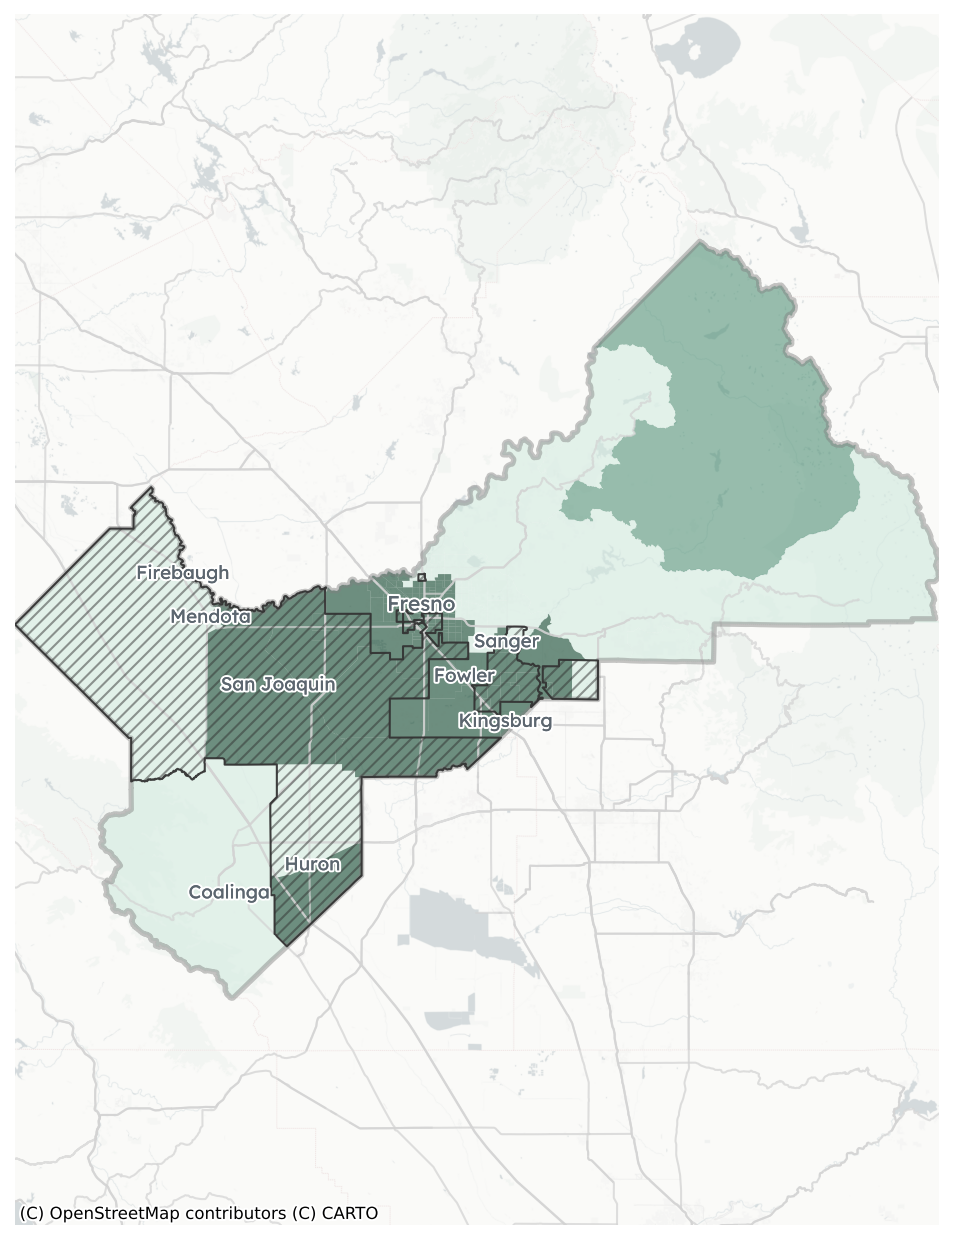 Firebaugh
Fresno
Mendota
Sanger
San Joaquin
Fowler
Kingsburg
Huron
Coalinga
(C) OpenStreetMap contributors (C) CARTO